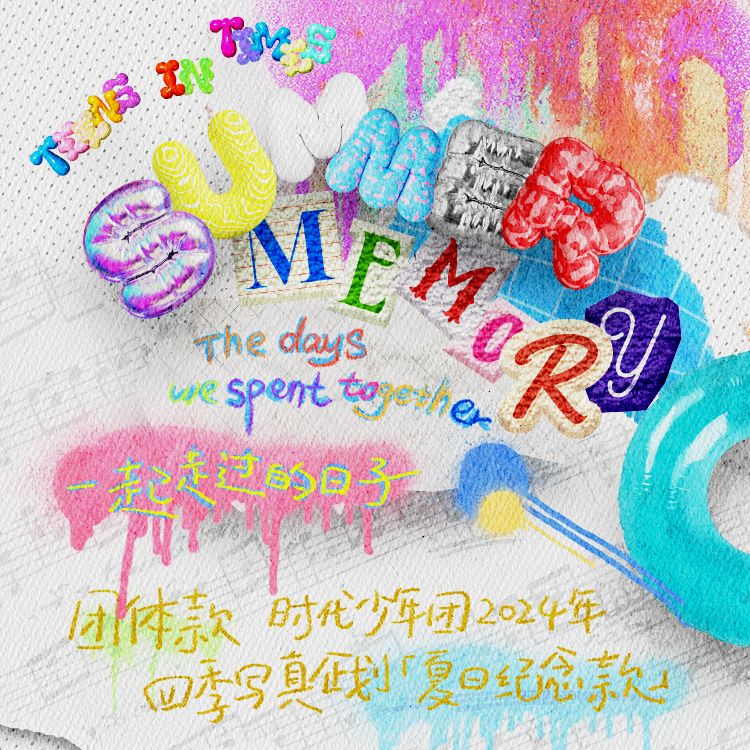 TEENS IN TIMES
SUMMER
MEMORY
The days
we spent together
一起走过的日子
团体款 时代少年团2024年
四季写真企划「夏日纪念款」